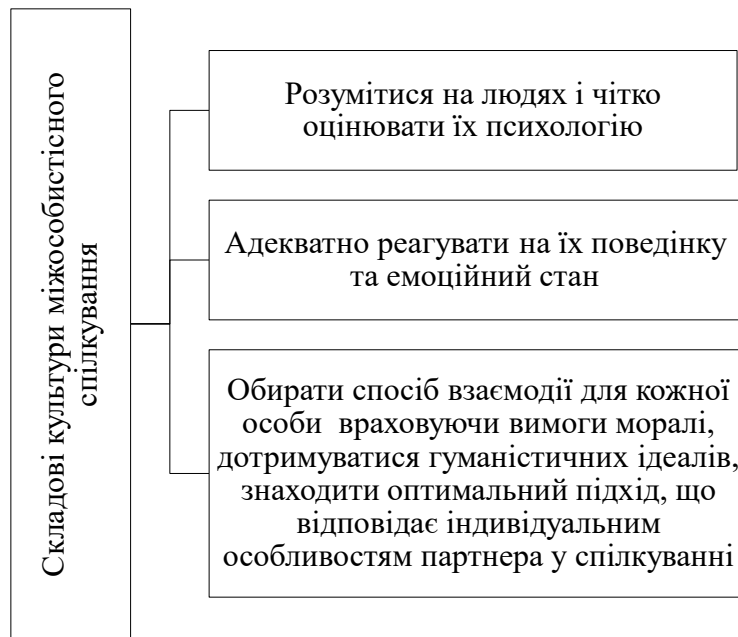 Складові культури міжособистісного
спілкування
Розумітися на людях і чітко
оцінювати їх психологію
Адекватно реагувати на їх поведінку
та емоційний стан
Обирати спосіб взаємодії для кожної
особи  враховуючи вимоги моралі,
дотримуватися гуманістичних ідеалів,
знаходити оптимальний підхід, що
відповідає індивідуальним
особливостям партнера у спілкуванні